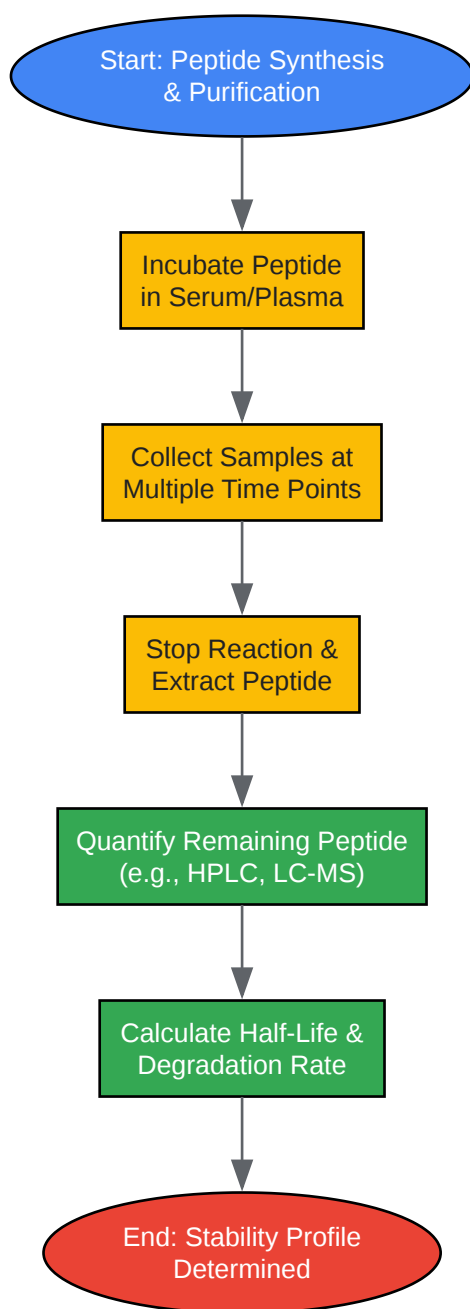 Start: Peptide Synthesis
& Purification
Incubate Peptide
in Serum/Plasma
Collect Samples at
Multiple Time Points
Stop Reaction &
Extract Peptide
Quantify Remaining Peptide
(e.g., HPLC, LC-MS)
Calculate Half-Life &
Degradation Rate
End: Stability Profile
Determined